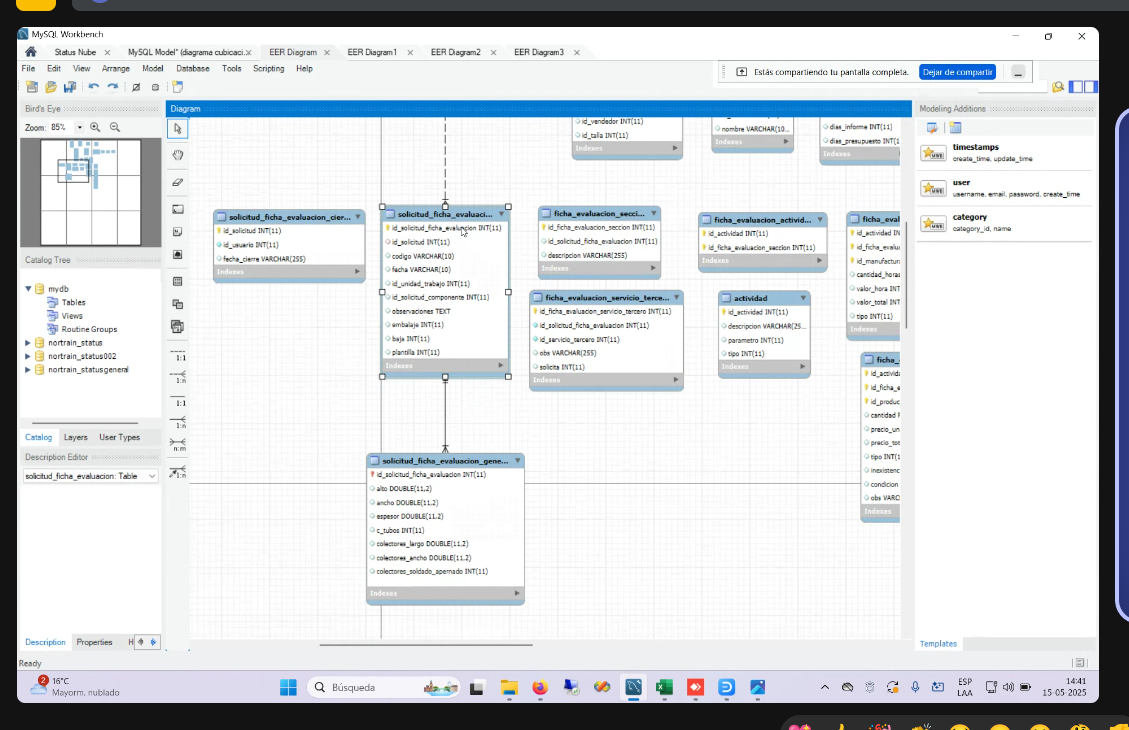 MySQL Workbench
Status Nube
MySQL Model* (diagrama cubicaci...
EER Diagram
EER Diagram1
EER Diagram2
EER Diagram3
File Edit View Arrange Model Database Tools Scripting Help
Estás compartiendo tu pantalla completa.
Dejar de compartir
Bird's Eye
Zoom: 85%
Catalog Tree
mydb
Tables
Views
Routine Groups
nortrain_status
nortrain_status002
nortrain_statusgeneral
Catalog Layers User Types
Description Editor
solicitud_ficha_evaluacion: Table
Description Properties H
Ready
1:1
1:n
1:1
1:n
n:m
1:n
Diagram
id_vendedor INT(11)
id_talla INT(11)
Indexes
nombre VARCHAR(10...
Indexes
dias_informe INT(11)
dias_presupuesto INT(1
Indexes
solicitud_ficha_evaluacion_cier...
id_solicitud INT(11)
id_usuario INT(11)
fecha_cierre VARCHAR(255)
Indexes
solicitud_ficha_evaluaci...
id_solicitud_ficha_evaluacion INT(11)
id_solicitud INT(11)
codigo VARCHAR(10)
fecha VARCHAR(10)
id_unidad_trabajo INT(11)
id_solicitud_componente INT(11)
observaciones TEXT
embalaje INT(11)
baja INT(11)
plantilla INT(11)
Indexes
ficha_evaluacion_secci...
id_ficha_evaluacion_seccion INT(11)
id_solicitud_ficha_evaluacion INT(11)
descripcion VARCHAR(255)
Indexes
ficha_evaluacion_servicio_terce...
id_ficha_evaluacion_servicio_tercero INT(11)
id_solicitud_ficha_evaluacion INT(11)
id_servicio_tercero INT(11)
obs VARCHAR(255)
solicita INT(11)
Indexes
ficha_evaluacion_activid...
id_actividad INT(11)
id_ficha_evaluacion_seccion INT(11)
Indexes
actividad
id_actividad INT(11)
descripcion VARCHAR(25...
parametro INT(11)
tipo INT(11)
Indexes
ficha_eval
id_actividad IN
id_ficha_evalu
id_manufactur
cantidad_horas
valor_hora INT
valor_total INT
tipo INT(11)
Indexes
ficha_
id_activida
id_ficha_e
id_produc
cantidad F
precio_un
precio_tot
tipo INT(1
inexistenc
condicion
obs VARC
Indexes
solicitud_ficha_evaluacion_gene...
id_solicitud_ficha_evaluacion INT(11)
alto DOUBLE(11,2)
ancho DOUBLE(11,2)
espesor DOUBLE(11,2)
c_tubos INT(11)
colectores_largo DOUBLE(11,2)
colectores_ancho DOUBLE(11,2)
colectores_soldado_apernado INT(11)
Indexes
Modeling Additions
timestamps
create_time, update_time
user
username, email, password, create_time
category
category_id, name
Templates
2
16°C
Mayorm. nublado
Búsqueda
ESP
LAA
14:41
15-05-2025